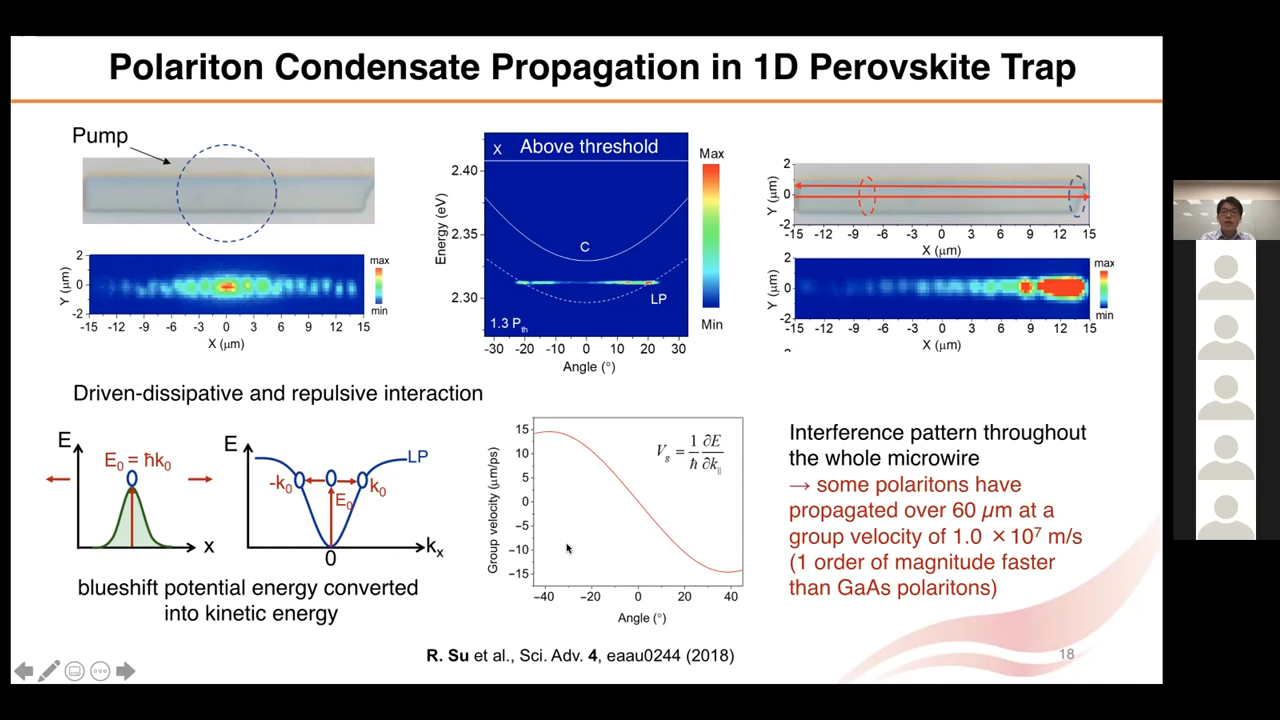 Polariton Condensate Propagation in 1D Perovskite Trap
Pump
Y (μm)
2
0
-2
-15 -12 -9 -6 -3 0 3 6 9 12 15
X (μm)
max
min
X Above threshold
C
LP
1.3 Pth
Energy (eV)
2.40
2.35
2.30
-30 -20 -10 0 10 20 30
Angle (°)
Max
Min
Y (μm)
2
0
-2
-15 -12 -9 -6 -3 0 3 6 9 12 15
X (μm)
Y (μm)
2
0
-2
-15 -12 -9 -6 -3 0 3 6 9 12 15
X (μm)
max
min
Driven-dissipative and repulsive interaction
E
E0 = ħk0
x
E
LP
-k0
k0
E0
0
kx
blueshift potential energy converted
into kinetic energy
Group velocity (μm/ps)
15
10
5
0
−5
−10
−15
−40 −20 0 20 40
Angle (°)
Vg = 1/ħ ∂E/∂k||
Interference pattern throughout
the whole microwire
→ some polaritons have
propagated over 60 μm at a
group velocity of 1.0 ×10⁷ m/s
(1 order of magnitude faster
than GaAs polaritons)
R. Su et al., Sci. Adv. 4, eaau0244 (2018)
18